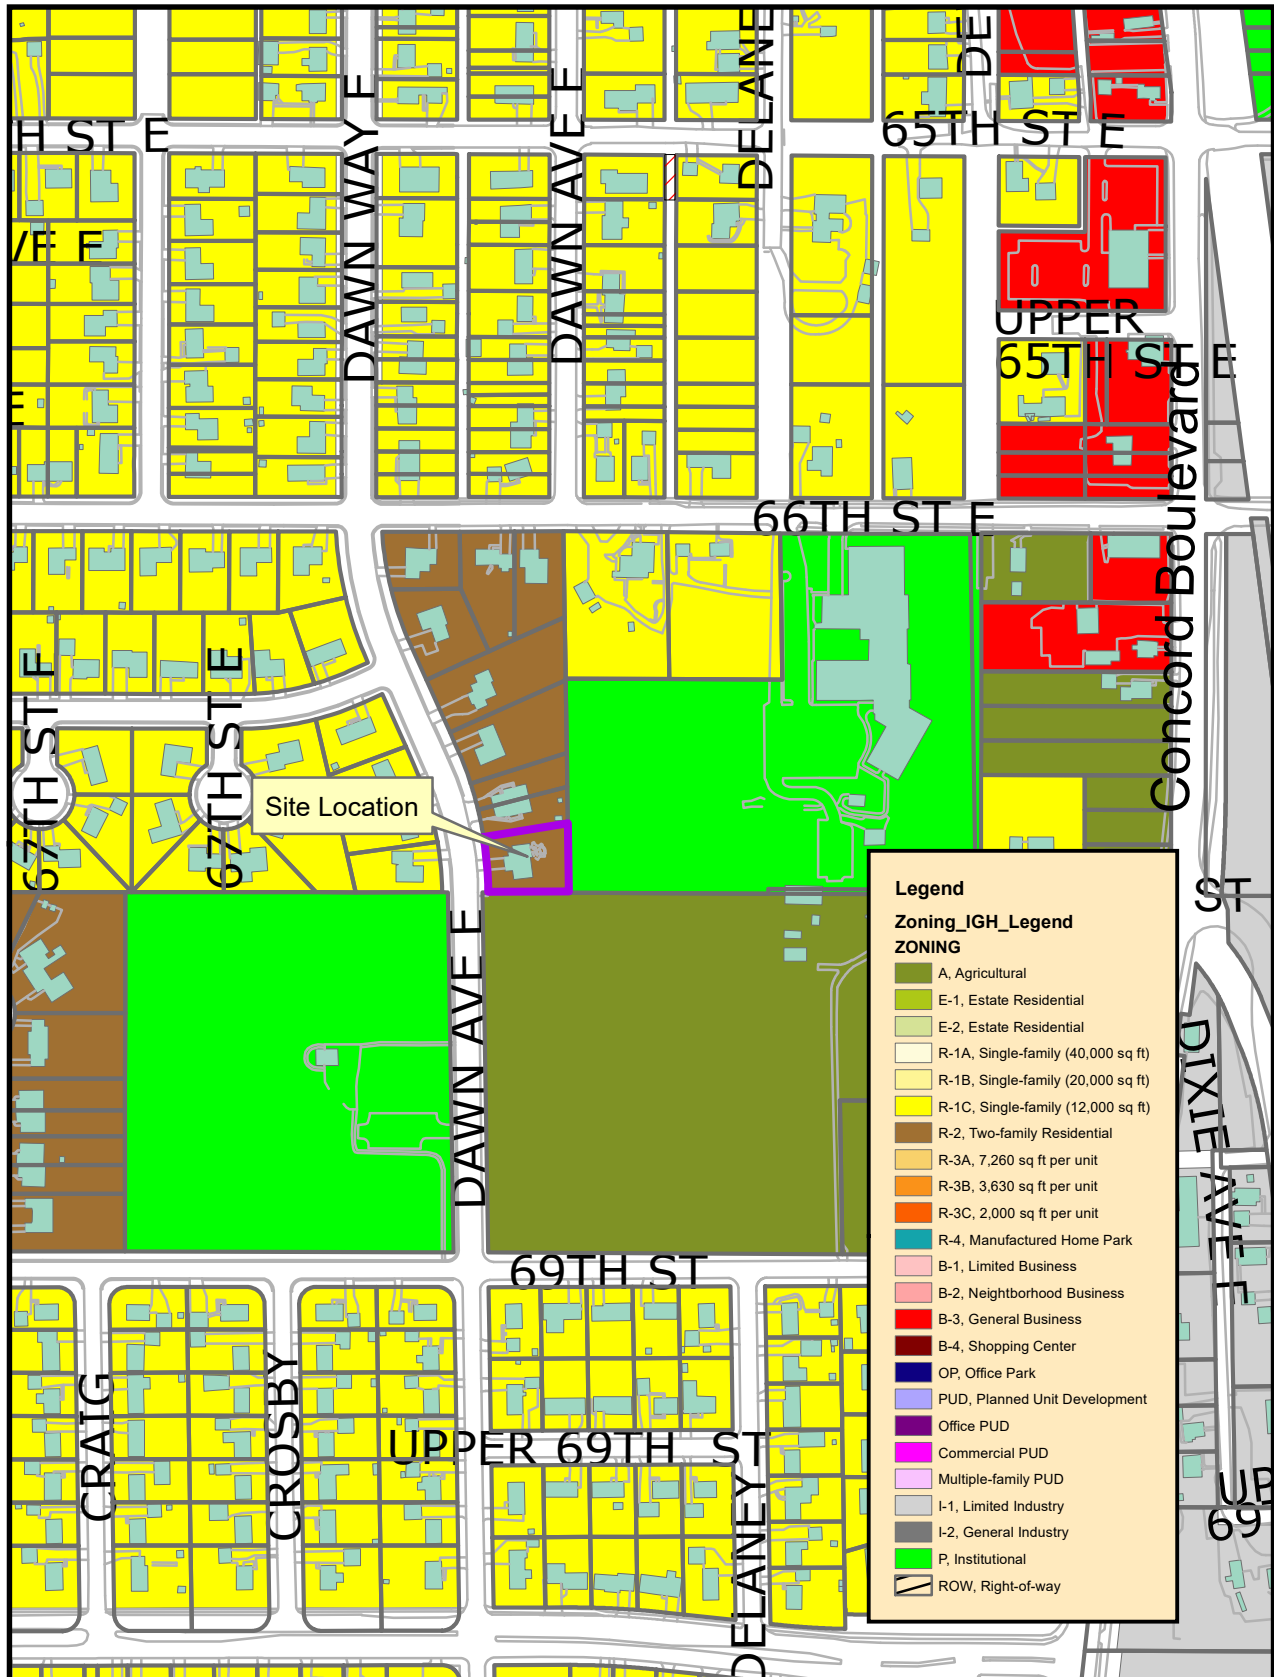 DELANE
DE
H ST E
65TH ST E
DAWN WAY E
DAWN AVE E
UPPER
65TH ST E
Concord Boulevard
66TH ST E
67TH ST E
67TH ST E
Site Location
DAWN AVE E
ST
DIXIE AVE E
69TH ST
CRAIG
CROSBY
UPPER 69TH ST
DELANEY
UP
69
Legend
Zoning_IGH_Legend
ZONING
A, Agricultural
E-1, Estate Residential
E-2, Estate Residential
R-1A, Single-family (40,000 sq ft)
R-1B, Single-family (20,000 sq ft)
R-1C, Single-family (12,000 sq ft)
R-2, Two-family Residential
R-3A, 7,260 sq ft per unit
R-3B, 3,630 sq ft per unit
R-3C, 2,000 sq ft per unit
R-4, Manufactured Home Park
B-1, Limited Business
B-2, Neightborhood Business
B-3, General Business
B-4, Shopping Center
OP, Office Park
PUD, Planned Unit Development
Office PUD
Commercial PUD
Multiple-family PUD
I-1, Limited Industry
I-2, General Industry
P, Institutional
ROW, Right-of-way